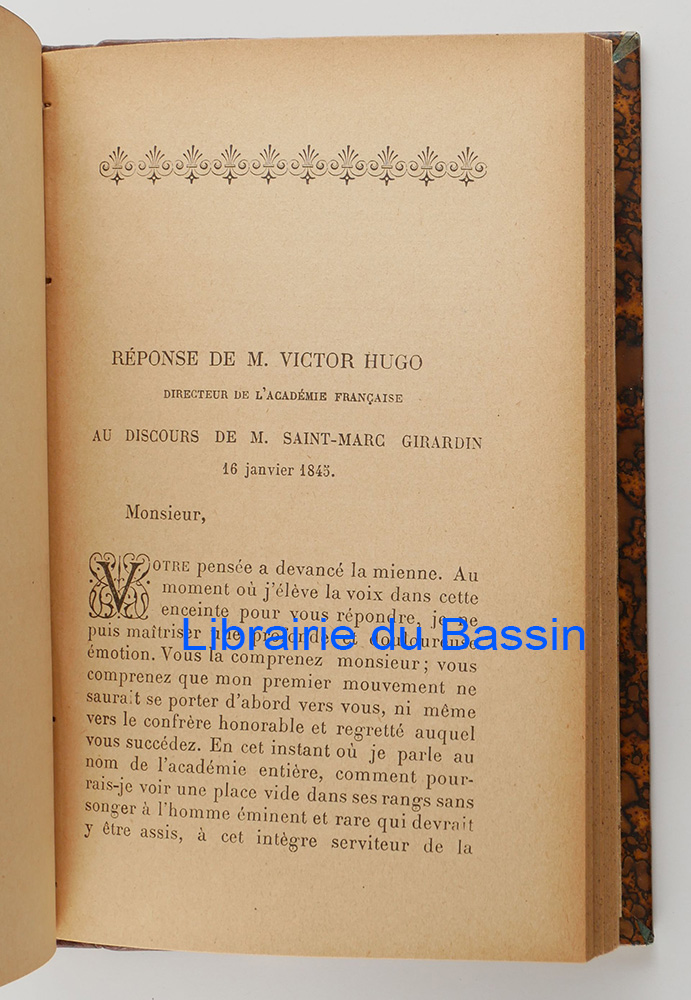 RÉPONSE DE M. VICTOR HUGO
DIRECTEUR DE L'ACADÉMIE FRANÇAISE
AU DISCOURS DE M. SAINT-MARC GIRARDIN
16 janvier 1845.
Monsieur,
VOTRE pensée a devancé la mienne. Au
moment où j'élève la voix dans cette
enceinte pour vous répondre, je ne
puis maîtriser une profonde et douloureuse
Librairie du Bassin
émotion. Vous la comprenez monsieur; vous
comprenez que mon premier mouvement ne
saurait se porter d'abord vers vous, ni même
vers le confrère honorable et regretté auquel
vous succédez. En cet instant où je parle au
nom de l'académie entière, comment pour-
rais-je voir une place vide dans ses rangs sans
songer à l'homme éminent et rare qui devrait
y être assis, à cet intègre serviteur de la